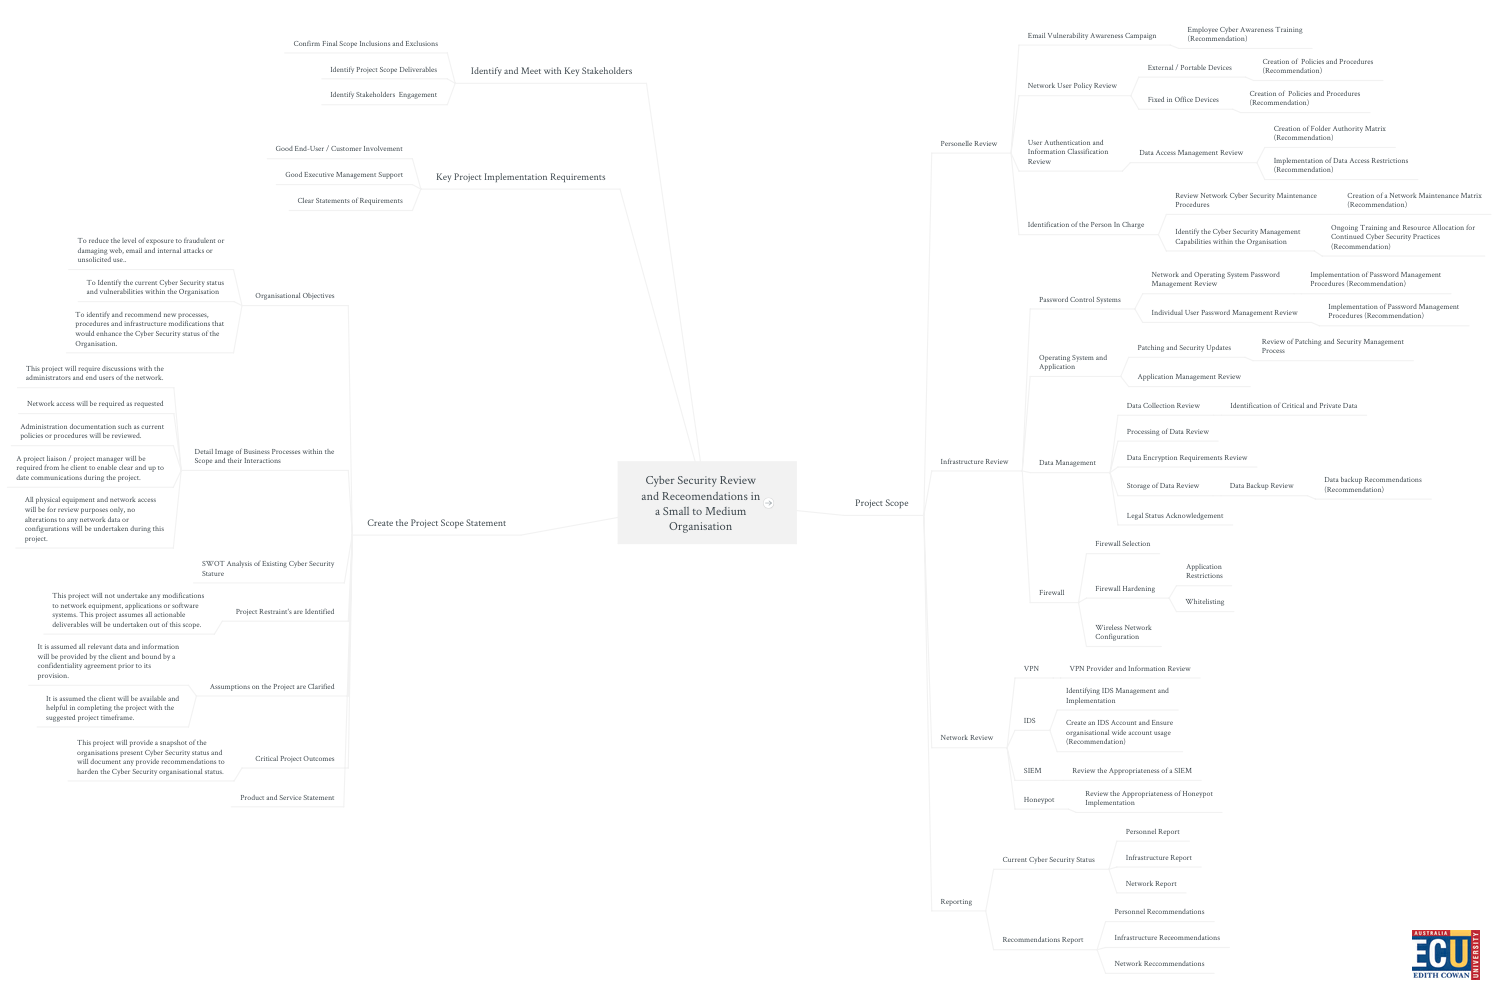 Cyber Security Review
and Receomendations in
a Small to Medium
Organisation
Identify and Meet with Key Stakeholders
Confirm Final Scope Inclusions and Exclusions
Identify Project Scope Deliverables
Identify Stakeholders Engagement
Key Project Implementation Requirements
Good End-User / Customer Involvement
Good Executive Management Support
Clear Statements of Requirements
Create the Project Scope Statement
Organisational Objectives
To reduce the level of exposure to fraudulent or
damaging web, email and internal attacks or
unsolicited use..
To Identify the current Cyber Security status
and vulnerabilities within the Organisation
To identify and recommend new processes,
procedures and infrastructure modifications that
would enhance the Cyber Security status of the
Organisation.
Detail Image of Business Processes within the
Scope and their Interactions
This project will require discussions with the
administrators and end users of the network.
Network access will be required as requested
Administration documentation such as current
policies or procedures will be reviewed.
A project liaison / project manager will be
required from he client to enable clear and up to
date communications during the project.
All physical equipment and network access
will be for review purposes only, no
alterations to any network data or
configurations will be undertaken during this
project.
SWOT Analysis of Existing Cyber Security
Stature
Project Restraint's are Identified
This project will not undertake any modifications
to network equipment, applications or software
systems. This project assumes all actionable
deliverables will be undertaken out of this scope.
Assumptions on the Project are Clarified
It is assumed all relevant data and information
will be provided by the client and bound by a
confidentiality agreement prior to its
provision.
It is assumed the client will be available and
helpful in completing the project with the
suggested project timeframe.
Critical Project Outcomes
This project will provide a snapshot of the
organisations present Cyber Security status and
will document any provide recommendations to
harden the Cyber Security organisational status.
Product and Service Statement
Project Scope
Personelle Review
Email Vulnerability Awareness Campaign
Employee Cyber Awareness Training
(Recommendation)
Network User Policy Review
External / Portable Devices
Creation of Policies and Procedures
(Recommendation)
Fixed in Office Devices
Creation of Policies and Procedures
(Recommendation)
User Authentication and
Information Classification
Review
Data Access Management Review
Creation of Folder Authority Matrix
(Recommendation)
Implementation of Data Access Restrictions
(Recommendation)
Identification of the Person In Charge
Review Network Cyber Security Maintenance
Procedures
Creation of a Network Maintenance Matrix
(Recommendation)
Identify the Cyber Security Management
Capabilities within the Organisation
Ongoing Training and Resource Allocation for
Continued Cyber Security Practices
(Recommendation)
Infrastructure Review
Password Control Systems
Network and Operating System Password
Management Review
Implementation of Password Management
Procedures (Recommendation)
Individual User Password Management Review
Implementation of Password Management
Procedures (Recommendation)
Operating System and
Application
Patching and Security Updates
Review of Patching and Security Management
Process
Application Management Review
Data Management
Data Collection Review
Identification of Critical and Private Data
Processing of Data Review
Data Encryption Requirements Review
Storage of Data Review
Data Backup Review
Data backup Recommendations
(Recommendation)
Legal Status Acknowledgement
Firewall
Firewall Selection
Firewall Hardening
Application
Restrictions
Whitelisting
Wireless Network
Configuration
Network Review
VPN
VPN Provider and Information Review
IDS
Identifying IDS Management and
Implementation
Create an IDS Account and Ensure
organisational wide account usage
(Recommendation)
SIEM
Review the Appropriateness of a SIEM
Honeypot
Review the Appropriateness of Honeypot
Implementation
Reporting
Current Cyber Security Status
Personnel Report
Infrastructure Report
Network Report
Recommendations Report
Personnel Recommendations
Infrastructure Receommendations
Network Reccommendations
AUSTRALIA
ECU
EDITH COWAN
UNIVERSITY